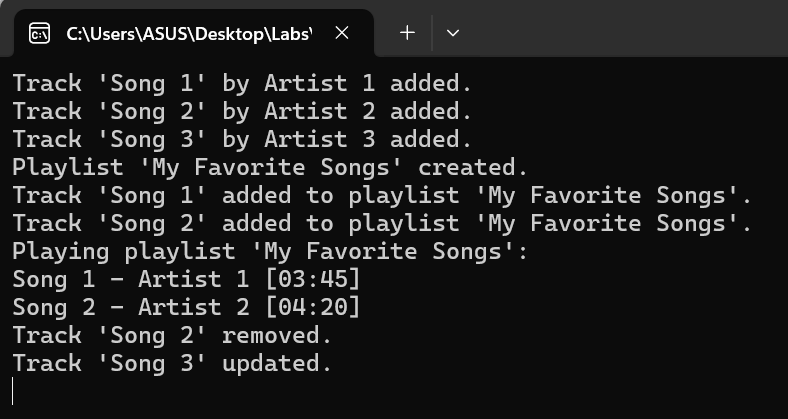 C:\Users\ASUS\Desktop\Labs\
Track 'Song 1' by Artist 1 added.
Track 'Song 2' by Artist 2 added.
Track 'Song 3' by Artist 3 added.
Playlist 'My Favorite Songs' created.
Track 'Song 1' added to playlist 'My Favorite Songs'.
Track 'Song 2' added to playlist 'My Favorite Songs'.
Playing playlist 'My Favorite Songs':
Song 1 - Artist 1 [03:45]
Song 2 - Artist 2 [04:20]
Track 'Song 2' removed.
Track 'Song 3' updated.